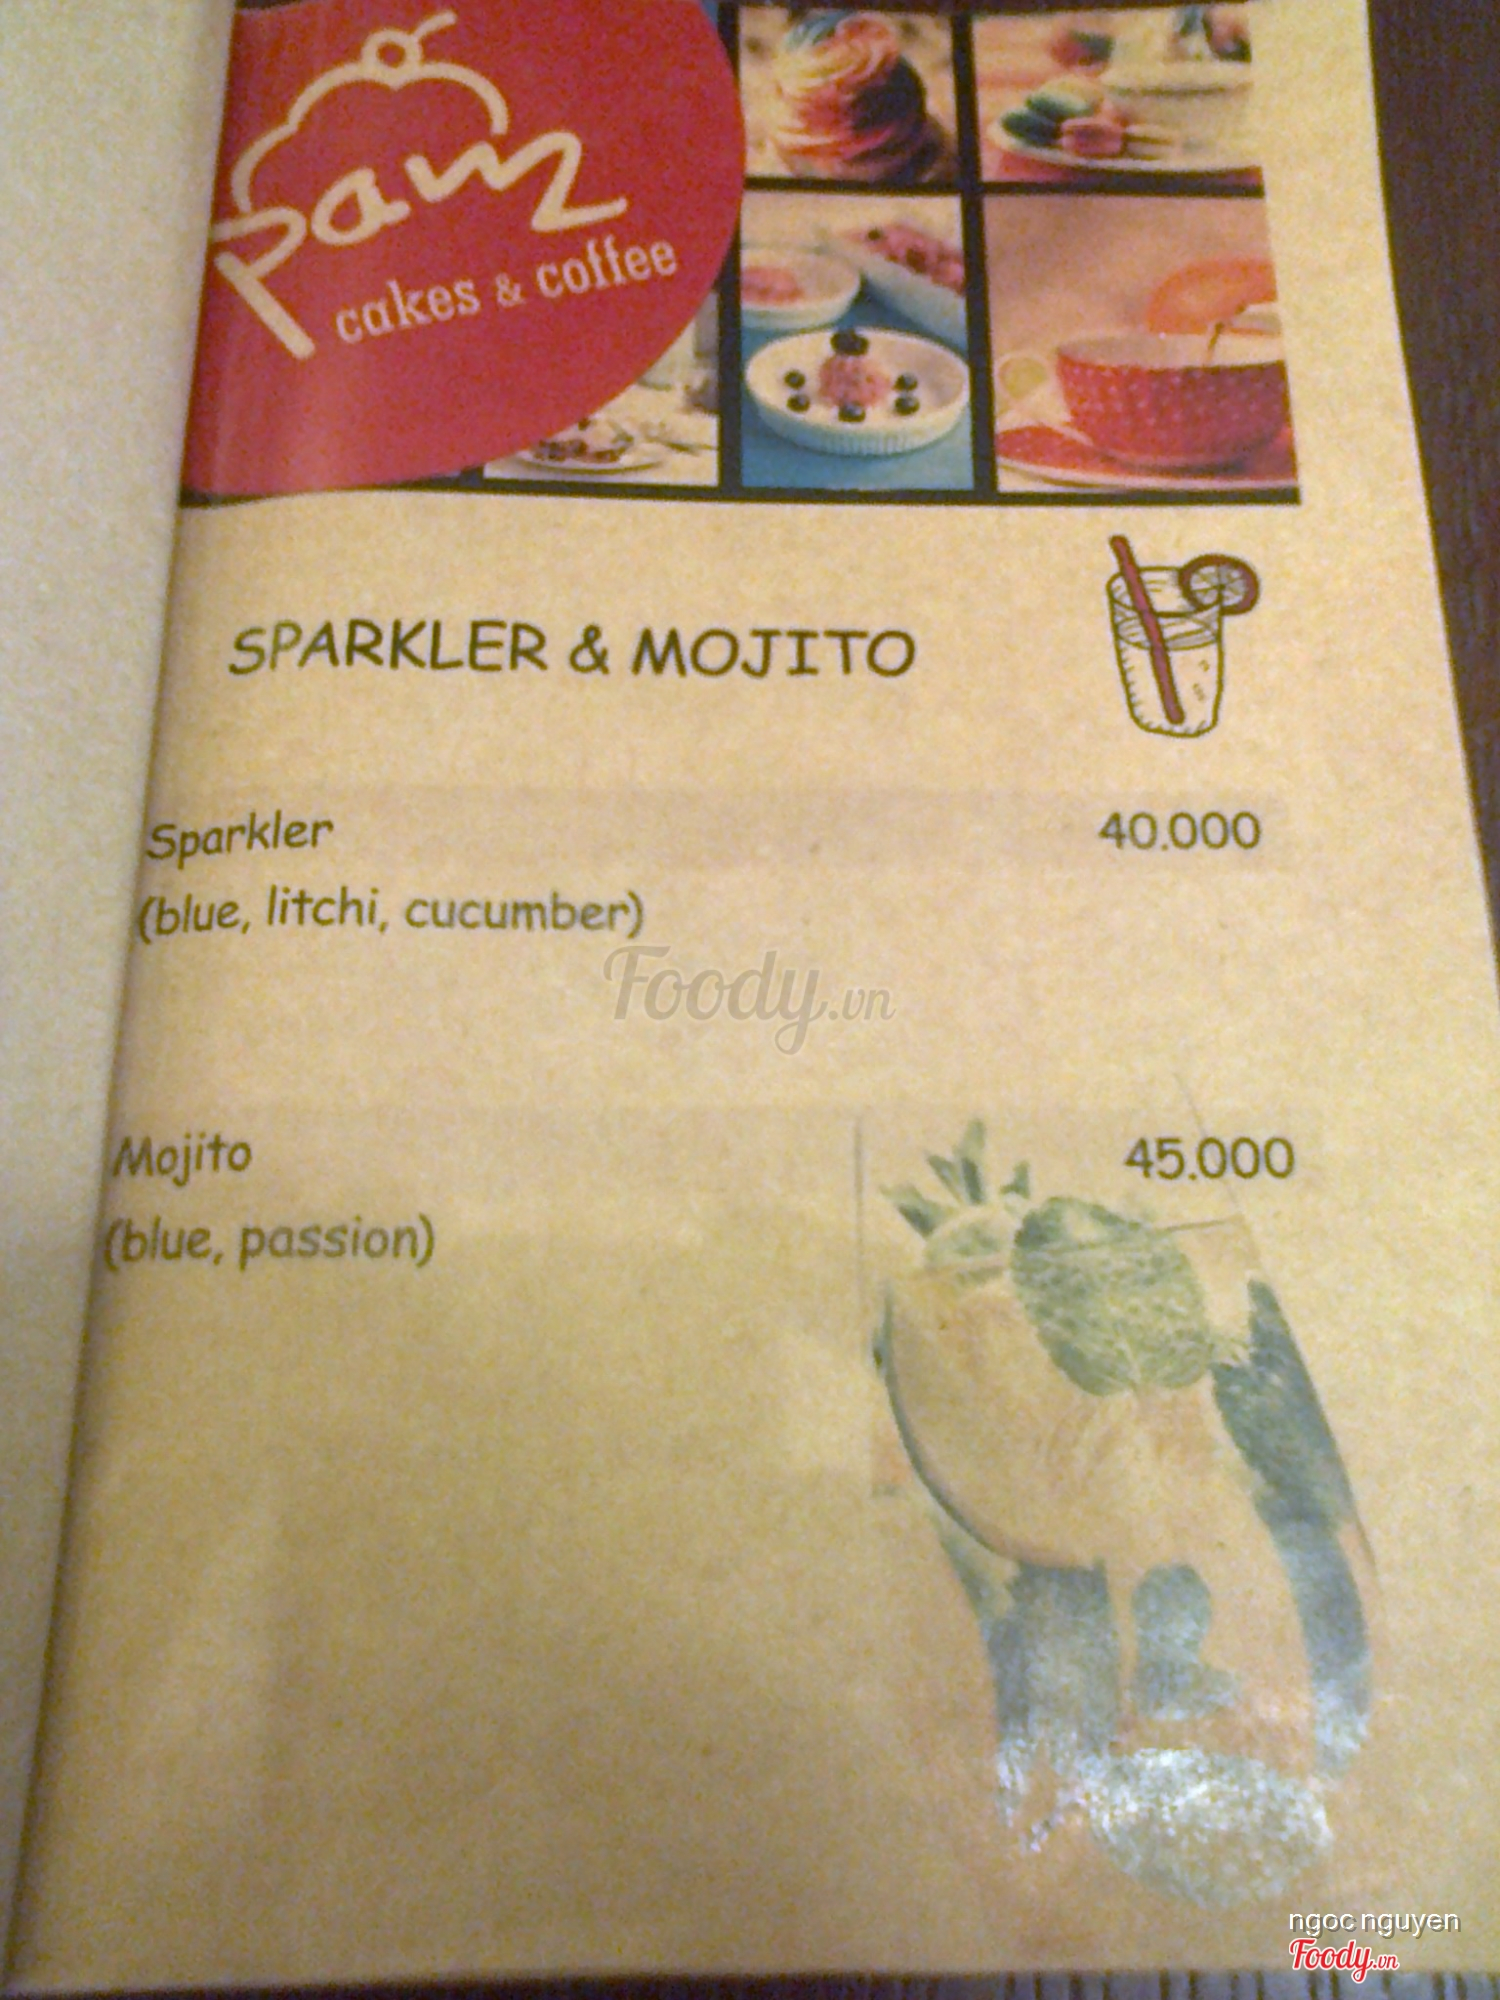 Pam
cakes & coffee
SPARKLER & MOJITO
Sparkler 40.000
(blue, litchi, cucumber)
Foody.vn
Mojito 45.000
(blue, passion)
ngoc nguyen
Foody.vn